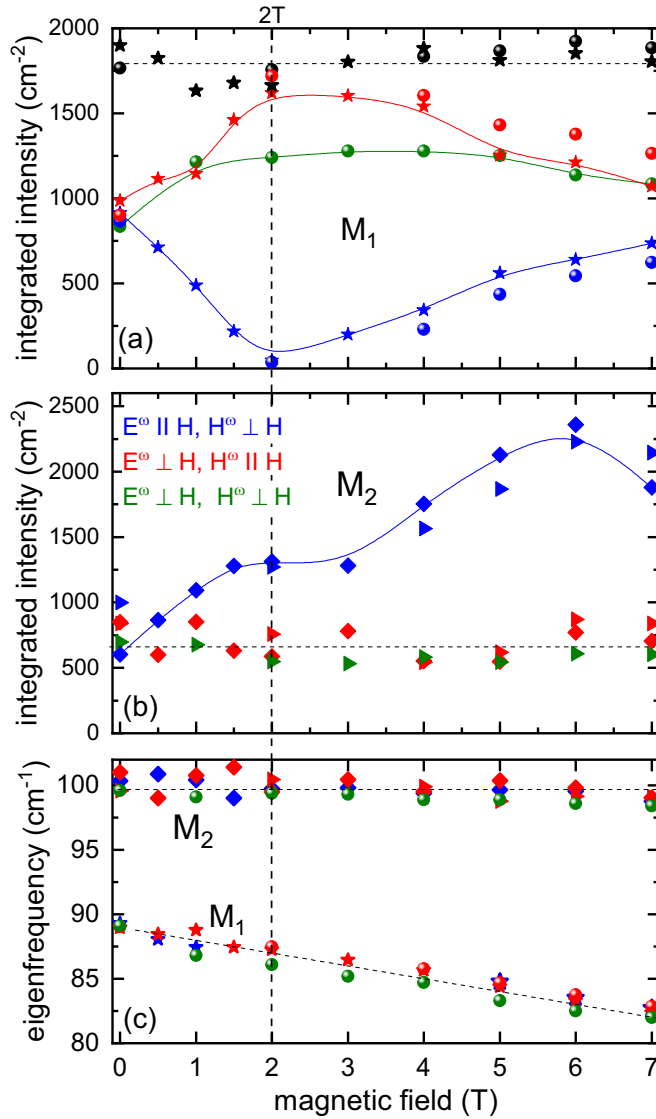 2T
2000
1500
1000
500
0
integrated intensity (cm⁻²)
M₁
(a)
2500
2000
1500
1000
500
0
integrated intensity (cm⁻²)
Eω || H, Hω ⊥ H
Eω ⊥ H, Hω || H
Eω ⊥ H, Hω ⊥ H
M₂
(b)
100
95
90
85
80
eigenfrequency (cm⁻¹)
M₂
M₁
(c)
0 1 2 3 4 5 6 7
magnetic field (T)